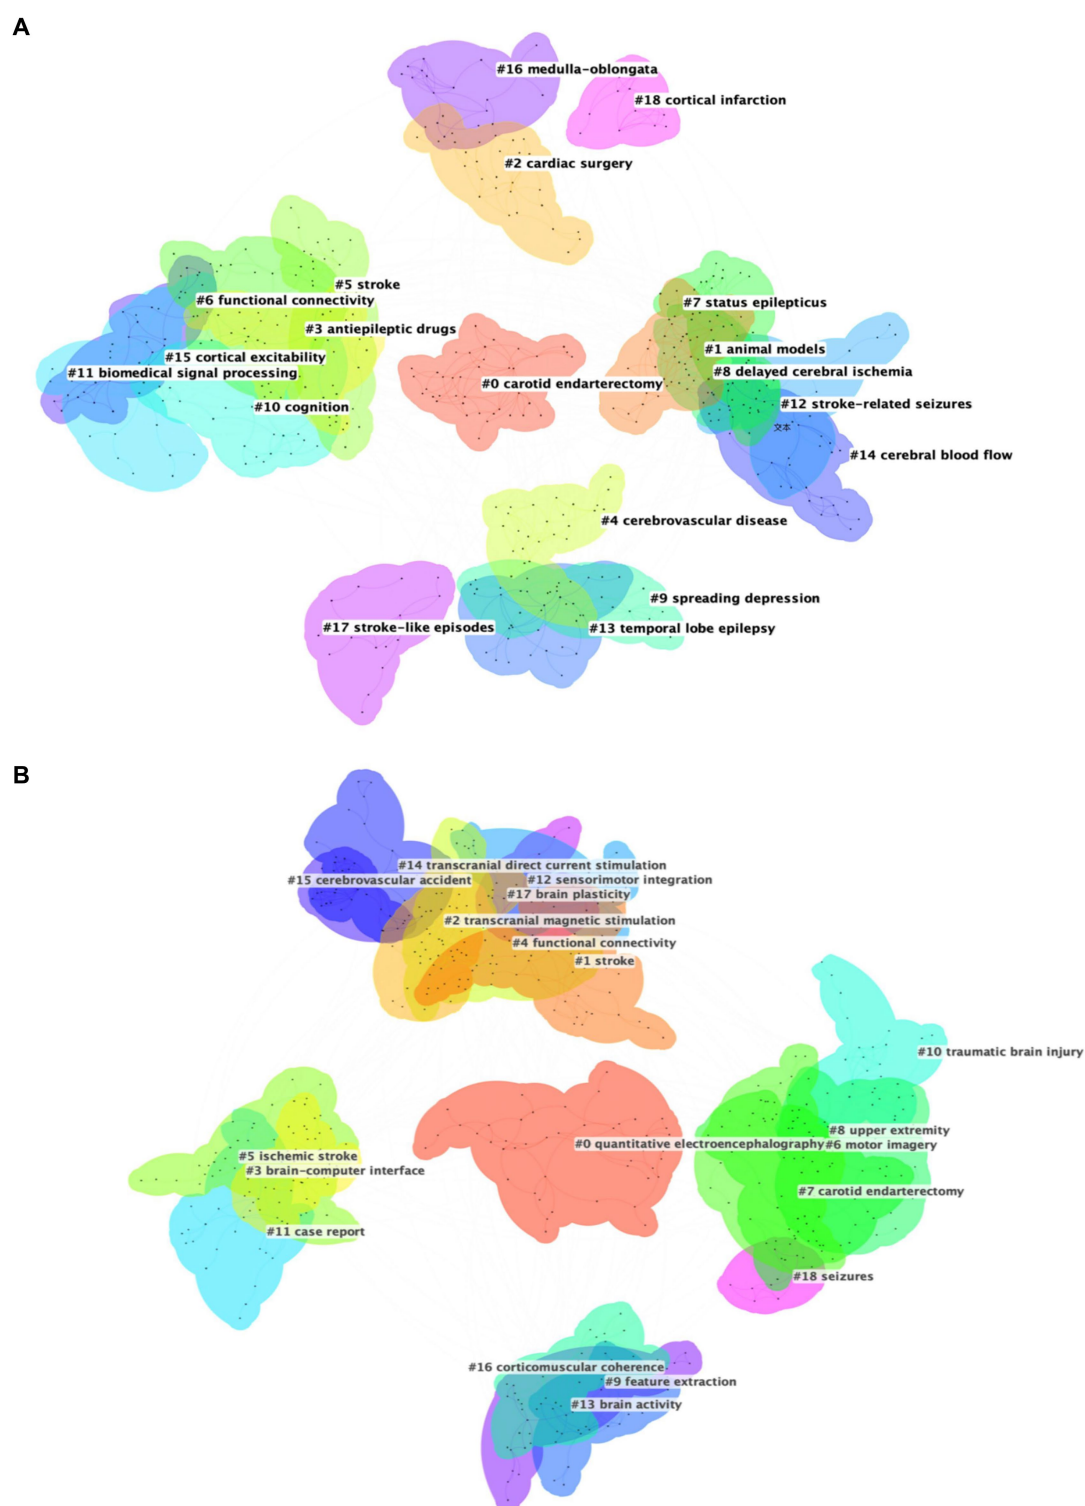 A
#16 medulla-oblongata
#18 cortical infarction
#2 cardiac surgery
#5 stroke
#6 functional connectivity
#7 status epilepticus
#3 antiepileptic drugs
#1 animal models
#15 cortical excitability
#11 biomedical signal processing
#8 delayed cerebral ischemia
#0 carotid endarterectomy
#10 cognition
#12 stroke-related seizures
文本
#14 cerebral blood flow
#4 cerebrovascular disease
#9 spreading depression
#17 stroke-like episodes
#13 temporal lobe epilepsy
B
#14 transcranial direct current stimulation
#15 cerebrovascular accident
#12 sensorimotor integration
#17 brain plasticity
#2 transcranial magnetic stimulation
#4 functional connectivity
#1 stroke
#10 traumatic brain injury
#8 upper extremity
#0 quantitative electroencephalography
#6 motor imagery
#5 ischemic stroke
#3 brain-computer interface
#7 carotid endarterectomy
#11 case report
#18 seizures
#16 corticomuscular coherence
#9 feature extraction
#13 brain activity